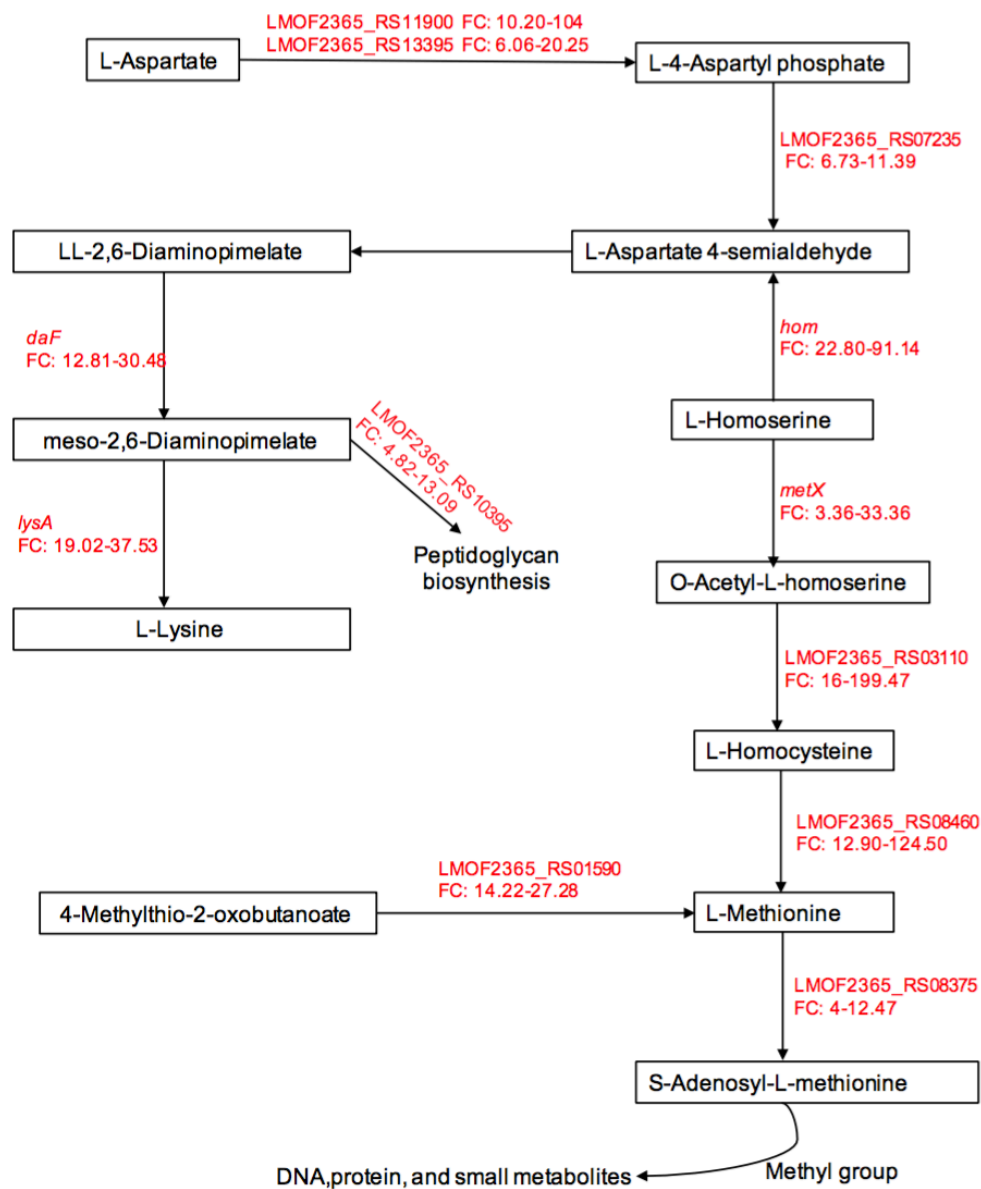 LMOF2365_RS11900 FC: 10.20-104
LMOF2365_RS13395 FC: 6.06-20.25
L-Aspartate
L-4-Aspartyl phosphate
LMOF2365_RS07235
FC: 6.73-11.39
LL-2,6-Diaminopimelate
L-Aspartate 4-semialdehyde
daF
FC: 12.81-30.48
hom
FC: 22.80-91.14
meso-2,6-Diaminopimelate
LMOF2365_RS10395
FC: 4.82-13.09
L-Homoserine
lysA
FC: 19.02-37.53
metX
FC: 3.36-33.36
Peptidoglycan
biosynthesis
O-Acetyl-L-homoserine
L-Lysine
LMOF2365_RS03110
FC: 16-199.47
L-Homocysteine
LMOF2365_RS08460
FC: 12.90-124.50
LMOF2365_RS01590
FC: 14.22-27.28
4-Methylthio-2-oxobutanoate
L-Methionine
LMOF2365_RS08375
FC: 4-12.47
S-Adenosyl-L-methionine
DNA,protein, and small metabolites
Methyl group